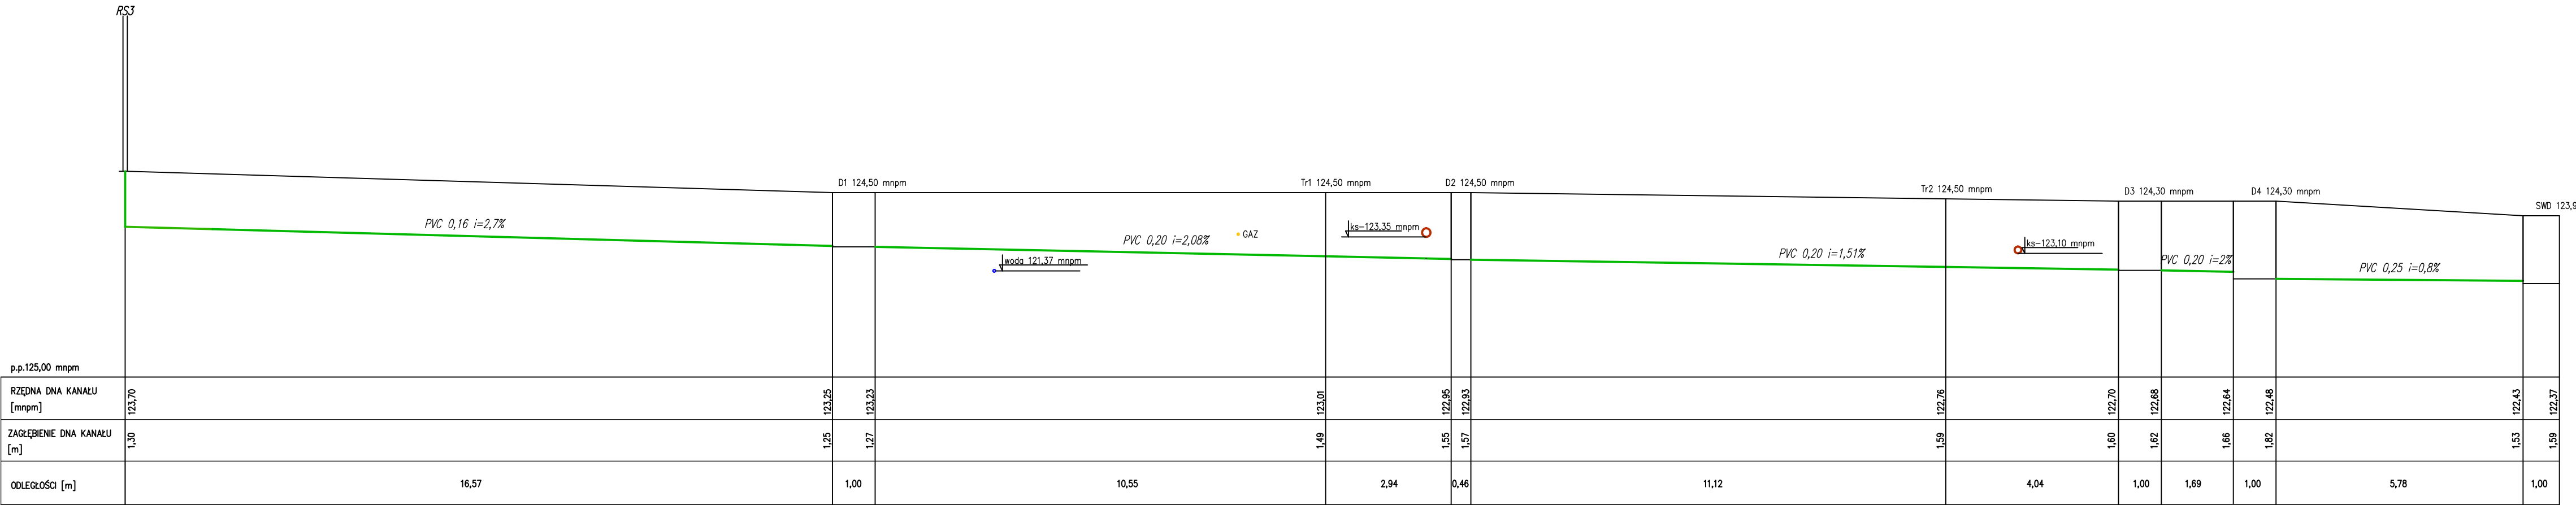 RS3
D1 124,50 mnpm
Tr1 124,50 mnpm
D2 124,50 mnpm
Tr2 124,50 mnpm
D3 124,30 mnpm
D4 124,30 mnpm
SWD 123,9
PVC 0,16 i=2,7%
PVC 0,20 i=2,08%
GAZ
ks-123,35 mnpm
woda 121,37 mnpm
PVC 0,20 i=1,51%
ks-123,10 mnpm
PVC 0,20 i=2%
PVC 0,25 i=0,8%
p.p.125,00 mnpm
RZĘDNA DNA KANAŁU
[mnpm]
123,70
123,25
123,23
123,01
122,95
122,93
122,76
122,70
122,68
122,64
122,48
122,43
122,37
ZAGŁĘBIENIE DNA KANAŁU
[m]
1,30
1,25
1,27
1,49
1,55
1,57
1,59
1,60
1,62
1,66
1,82
1,53
1,59
ODLEGŁOŚCI [m]
16,57
1,00
10,55
2,94
0,46
11,12
4,04
1,00
1,69
1,00
5,78
1,00